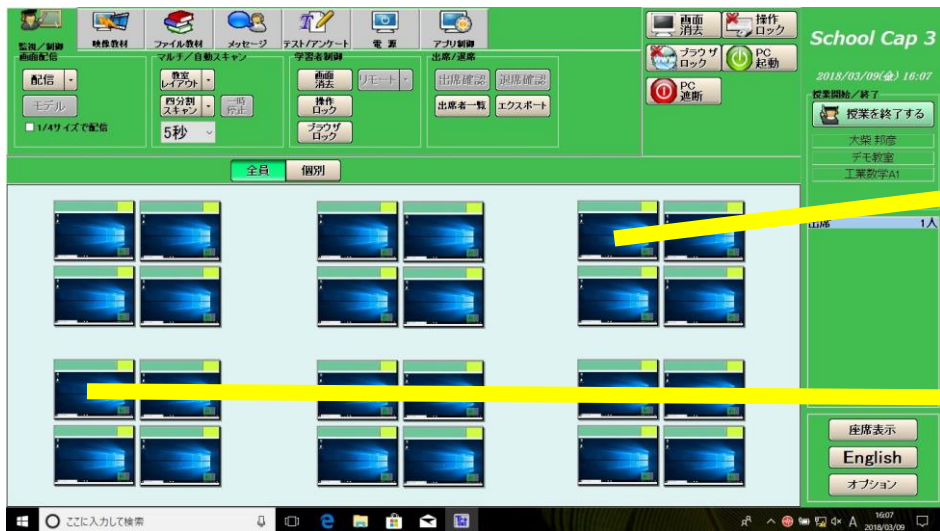 監視/制御
映像教材
ファイル教材
メッセージ
テスト/アンケート
電源
アプリ制御
画面配信
マルチ/自動スキャン
学習者制御
出席/退席
配信
モデル
1/4サイズで配信
教室
レイアウト
四分割
スキャン
一時
停止
5秒
画面
消去
リモート
操作
ロック
ブラウザ
ロック
出席確認
退席確認
出席者一覧
エクスポート
画面
消去
操作
ロック
ブラウザ
ロック
PC
起動
PC
遮断
School Cap 3
2018/03/09(金) 16:07
授業開始/終了
授業を終了する
大柴 邦彦
デモ教室
工業数学A1
全員
個別
出席 1人
座席表示
English
オプション
ここに入力して検索
A
16:07
2018/03/09